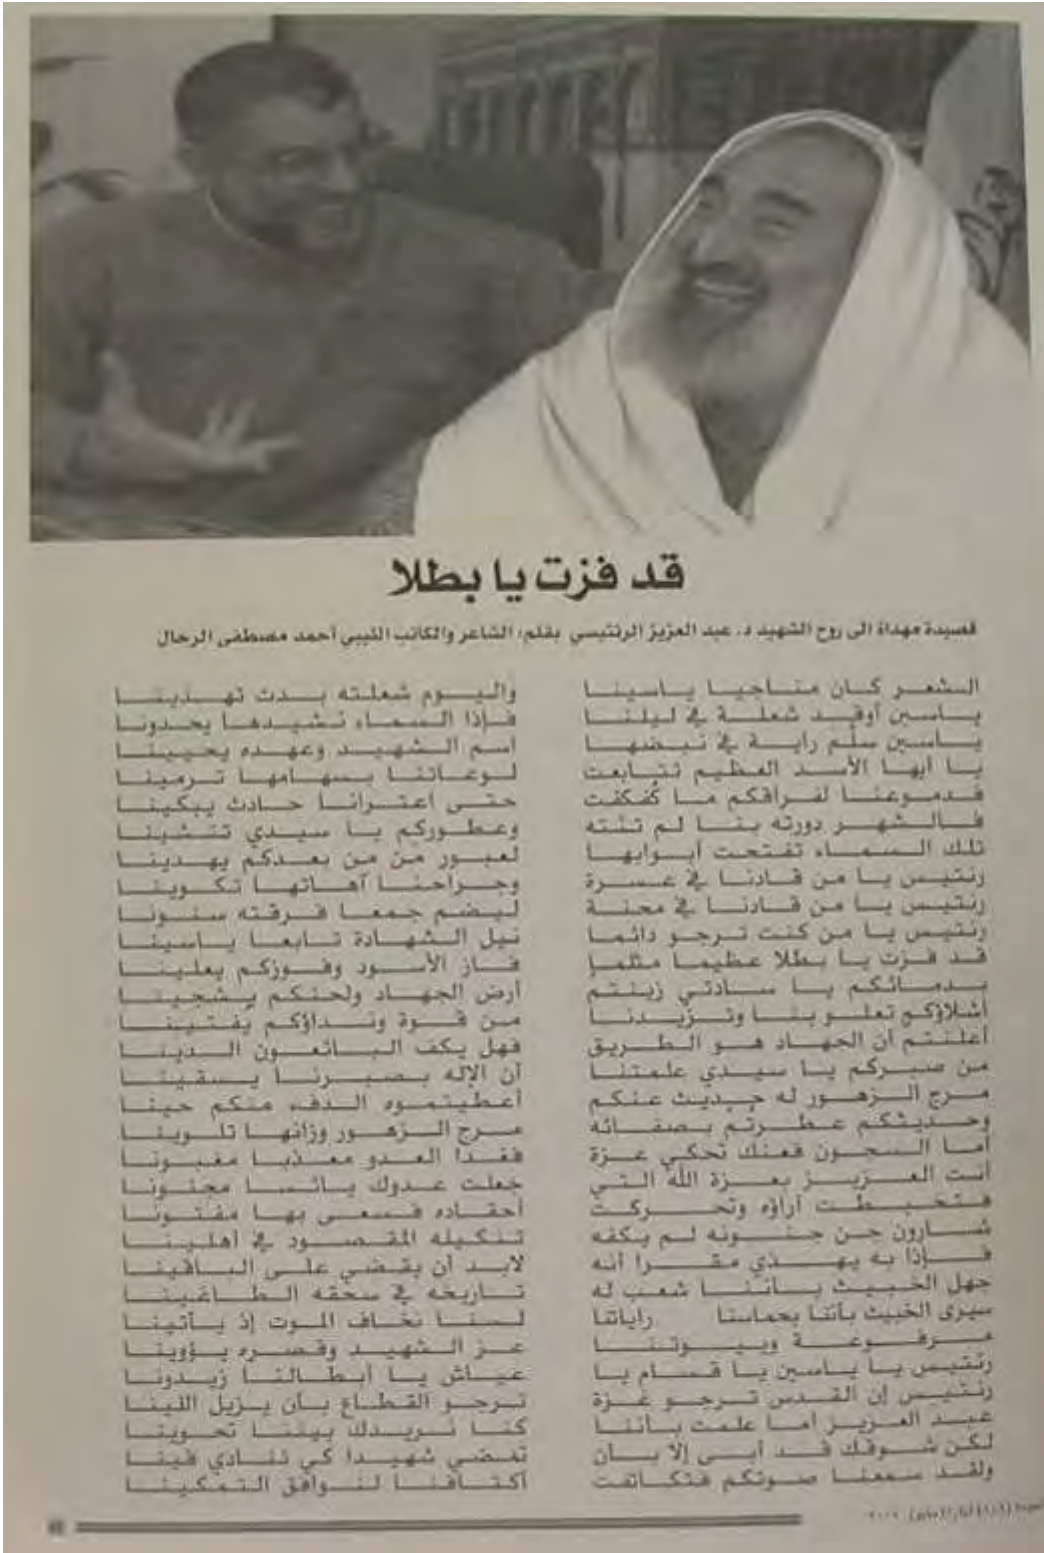 قد فزت يا بطلا
قصيدة مهداة الى روح الشهيد د. عبد العزيز الرنتيسي بقلم: الشاعر والكاتب الليبي أحمد مصطفى الرحال
الشعر كان مناجيا ياسينا واليوم شعلته بدت تهدينا
ياسين أوقد شعلة في ليلنا فإذا السماء نشيدها يحدونا
ياسين سلم راية في نبضها اسم الشهيد وعهده يحيينا
يا أيها الأسد العظيم تتابعت لوعاتنا بسهامها ترمينا
فدموعنا لفراقكم ما كُفكفت حتى اعترانا حادث يبكينا
فالشهر دورته بنا لم تنته وعطوركم يا سيدي تنشينا
تلك السماء تفتحت أبوابها لعبور من من بعدكم يهدينا
رنتيس يا من قادنا في عسرة وجراحنا آهاتها تكوينا
رنتيس يا من قادنا في محنة ليضم جمعا فرقته سنونا
رنتيس يا من كنت ترجو دائما نيل الشهادة تابعا ياسينا
قد فزت يا بطلا عظيما مثلما فاز الأسود وفوزكم يعلينا
بدمائكم يا سادتي زينتم أرض الجهاد ولحنكم يشجينا
أشلاؤكم تعلو بنا وتزيدنا من قوة ونداؤكم يفتينا
أعلنتم أن الجهاد هو الطريق فهل يكف البائعون الدينا
من صبركم يا سيدي علمتنا أن الإله بصبرنا يسقينا
مرج الزهور له حديث عنكم أعطيتموه الدفء منكم حينا
وحديثكم عطرتم بصفائه مرج الزهور وزانها تلوينا
أما السجون فعنك تحكي عزة فغدا العدو معذبا مغبونا
أنت العزيز بعزة الله التي جعلت عدوك يائسا مجنونا
فتخبطت آراؤه وتحركت أحقاده فسعى بها مفتونا
شارون جن جنونه لم يكفه تنكيله المقصود في أهلينا
فإذا به يهذي مقرا أنه لابد أن يقضي على الباقينا
جهل الخبيث بأننا شعب له تاريخه في سحقه الطاغينا
سيرى الخبيث بأننا بحماسنا راياتنا لسنا نخاف الموت إذ يأتينا
مرفوعة وبيوتنا عز الشهيد وقصره يؤوينا
رنتيس يا ياسين يا قسام يا عياش يا أبطالنا زيدونا
رنتيس إن القدس ترجو غزة ترجو القطاع بأن يزيل اللينا
عبد العزيز أما علمت بأننا كنا نريدك بيننا تحوينا
لكن شوقك قد أبى إلا بأن تمضي شهيدا كي تنادي فينا
ولقد سمعنا صوتكم فتكاتفت أكتافنا لنوافق التمكينا